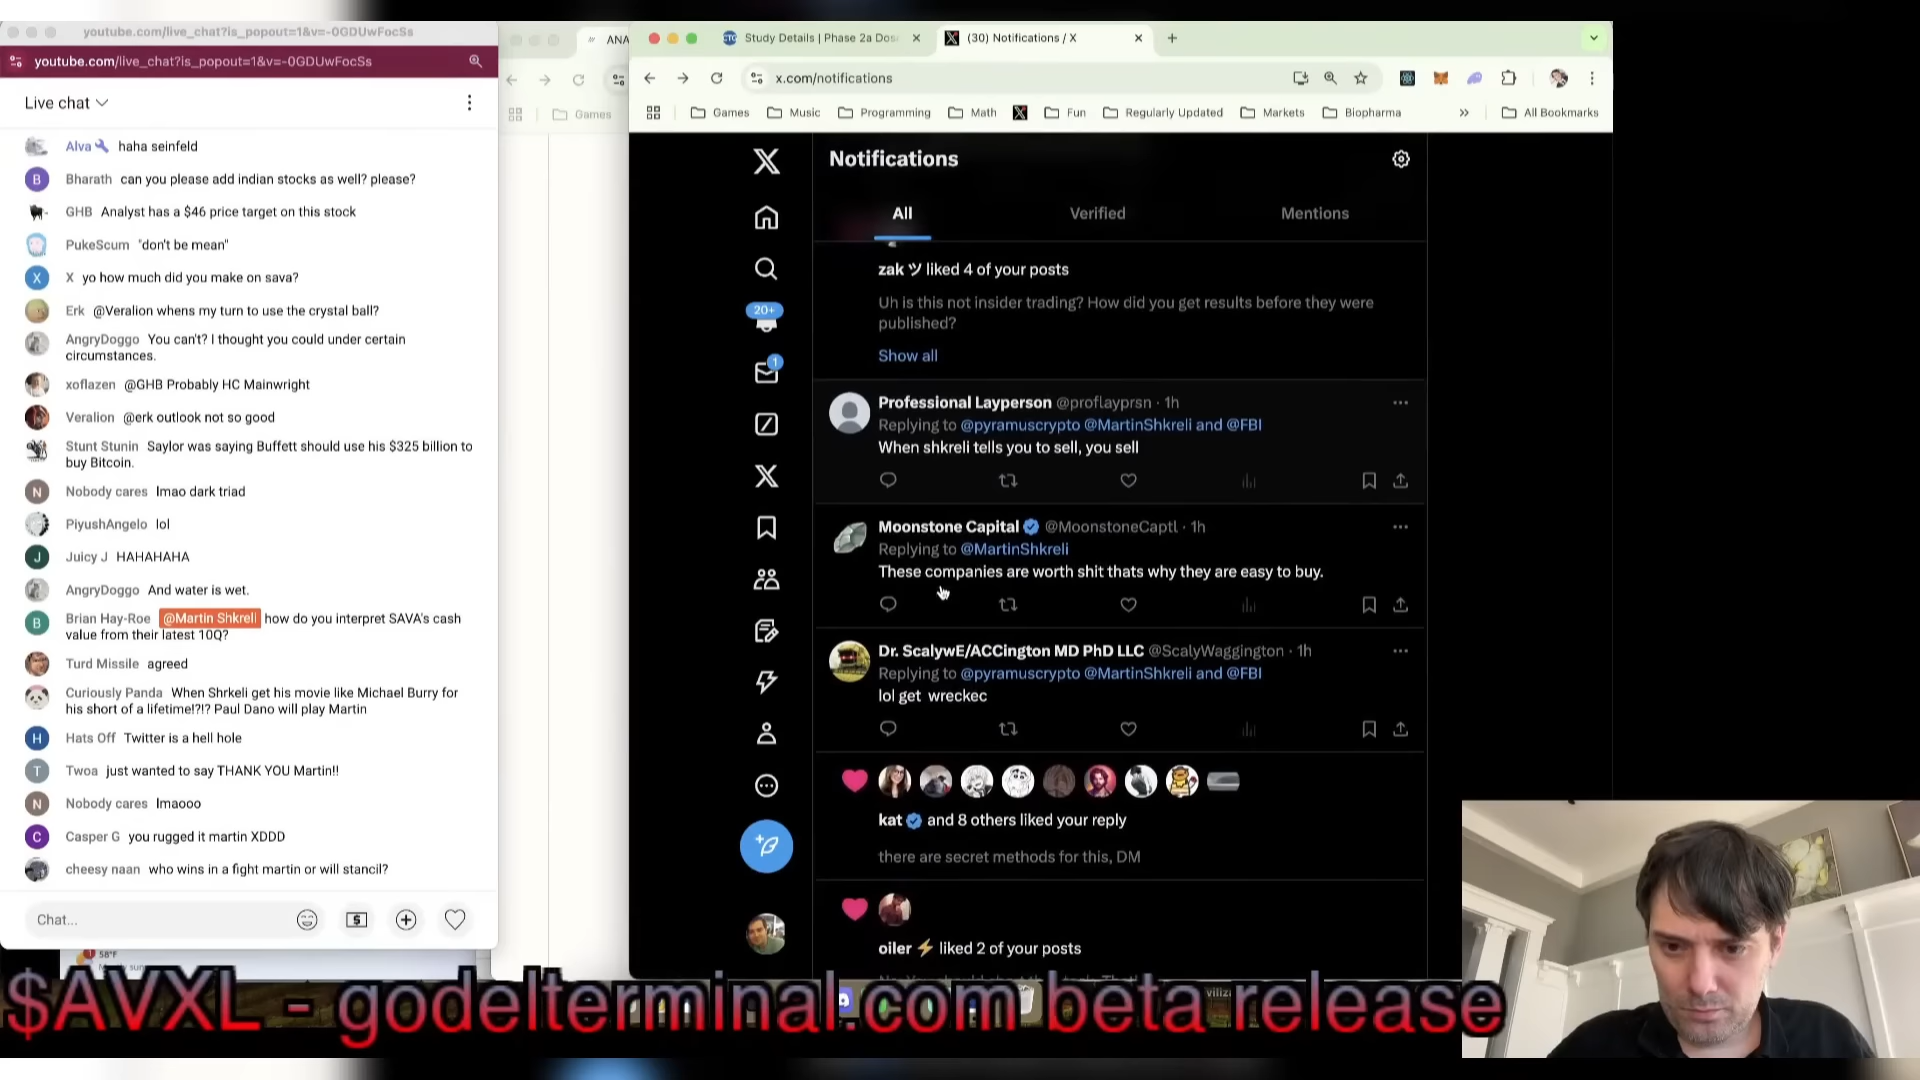 youtube.com/live_chat?is_popout=1&v=-0GDUwFocSs
youtube.com/live_chat?is_popout=1&v=-0GDUwFocSs
Live chat
Alva haha seinfeld
B Bharath can you please add indian stocks as well? please?
GHB Analyst has a $46 price target on this stock
PukeScum "don't be mean"
X X yo how much did you make on sava?
Erk @Veralion whens my turn to use the crystal ball?
AngryDoggo You can't? I thought you could under certain
circumstances.
xoflazen @GHB Probably HC Mainwright
Veralion @erk outlook not so good
Stunt Stunin Saylor was saying Buffett should use his $325 billion to
buy Bitcoin.
N Nobody cares lmao dark triad
PiyushAngelo lol
J Juicy J HAHAHAHA
AngryDoggo And water is wet.
B Brian Hay-Roe @Martin Shkreli how do you interpret SAVA's cash
value from their latest 10Q?
Turd Missile agreed
Curiously Panda When Shrkeli get his movie like Michael Burry for
his short of a lifetime!?!? Paul Dano will play Martin
H Hats Off Twitter is a hell hole
T Twoa just wanted to say THANK YOU Martin!!
N Nobody cares lmaooo
C Casper G you rugged it martin XDDD
cheesy naan who wins in a fight martin or will stancil?
Chat...
58°F
ANA
Games
Study Details | Phase 2a Dos
(30) Notifications / X
x.com/notifications
Games Music Programming Math Fun Regularly Updated Markets Biopharma » All Bookmarks
Notifications
All Verified Mentions
20+
1
zak ツ liked 4 of your posts
Uh is this not insider trading? How did you get results before they were
published?
Show all
Professional Layperson @proflayprsn · 1h
Replying to @pyramuscrypto @MartinShkreli and @FBI
When shkreli tells you to sell, you sell
Moonstone Capital @MoonstoneCaptl · 1h
Replying to @MartinShkreli
These companies are worth shit thats why they are easy to buy.
Dr. ScalywE/ACCington MD PhD LLC @ScalyWaggington · 1h
Replying to @pyramuscrypto @MartinShkreli and @FBI
lol get wreckec
kat and 8 others liked your reply
there are secret methods for this, DM
oiler ⚡ liked 2 of your posts
$AVXL - godelterminal.com beta release